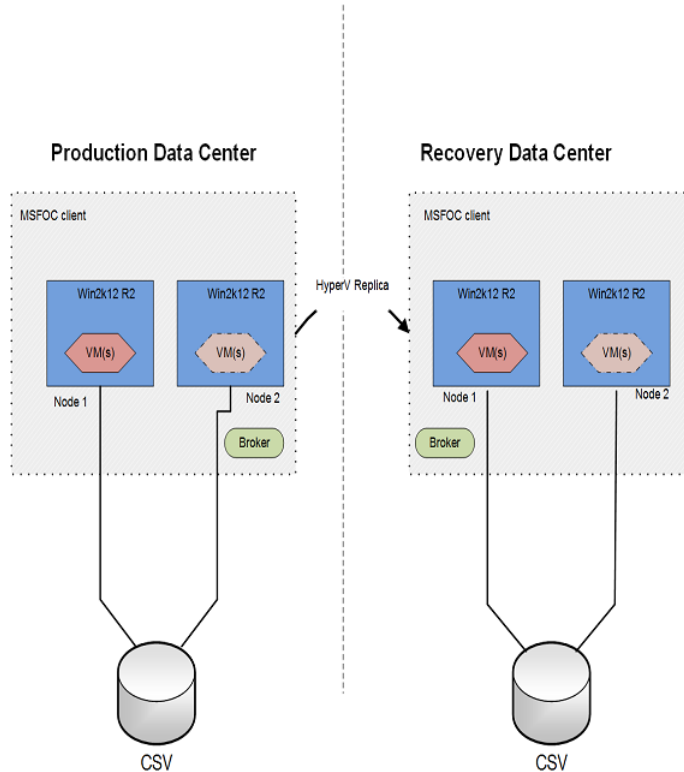 Production Data Center
Recovery Data Center
MSFOC client
MSFOC client
HyperV Replica
Win2k12 R2
Win2k12 R2
Win2k12 R2
Win2k12 R2
VM(s)
VM(s)
VM(s)
VM(s)
Node 1
Node 2
Node 1
Node 2
Broker
Broker
CSV
CSV